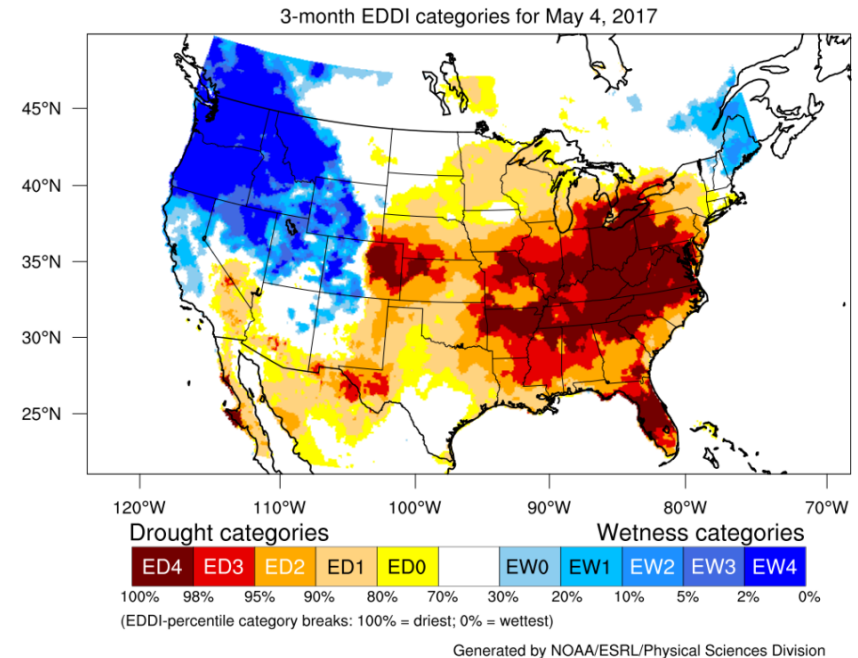 3-month EDDI categories for May 4, 2017
45°N
40°N
35°N
30°N
25°N
120°W 110°W 100°W 90°W 80°W 70°W
Drought categories Wetness categories
ED4 ED3 ED2 ED1 ED0 EW0 EW1 EW2 EW3 EW4
100% 98% 95% 90% 80% 70% 30% 20% 10% 5% 2% 0%
(EDDI-percentile category breaks: 100% = driest; 0% = wettest)
Generated by NOAA/ESRL/Physical Sciences Division